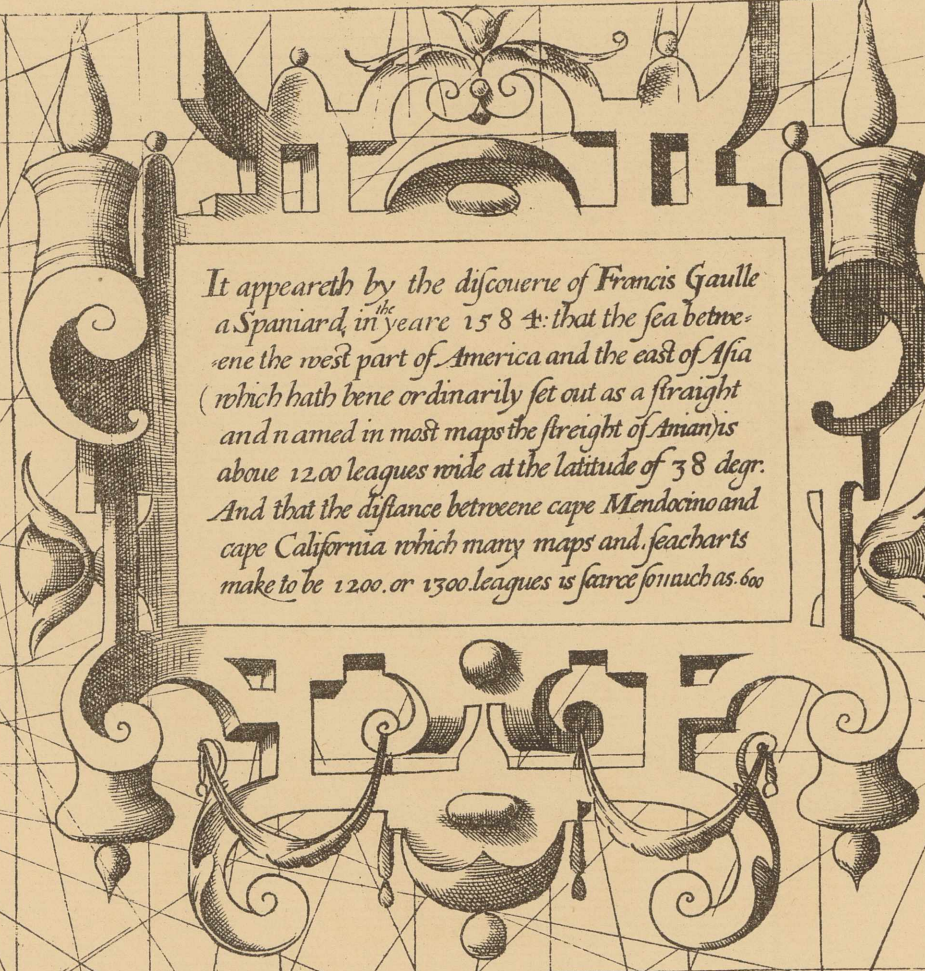 It appeareth by the diſcouerie of Francis Gaulle
a Spaniard, in the yeare 1584: that the ſea betwe-
-ene the west part of America and the east of Aſia
(which hath bene ordinarily ſet out as a ſtraight
and named in most maps the ſtreight of Anian) is
aboue 1200 leagues wide at the latitude of 38 degr.
And that the diſtance betweene cape Mendocino and
cape California which many maps and ſeacharts
make to be 1200. or 1300. leagues is ſcarce ſo much as. 600